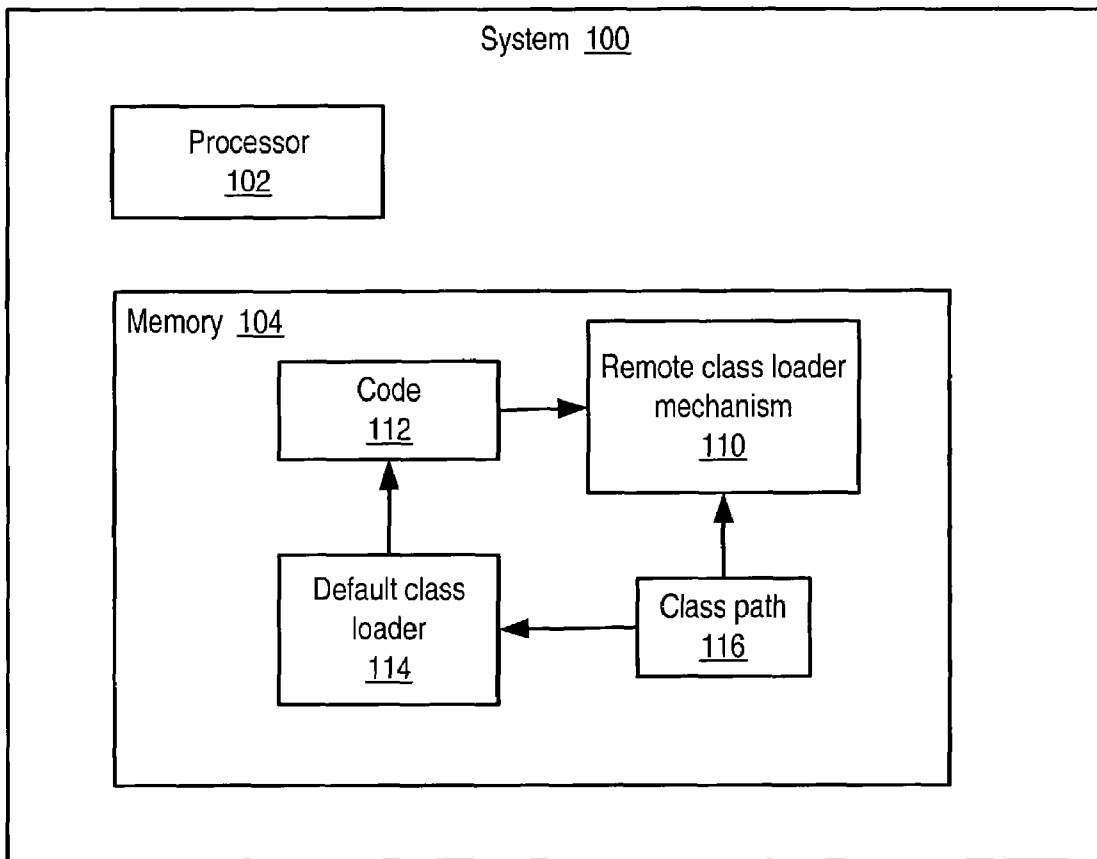 System 100
Processor
102
Memory 104
Code
112
Remote class loader
mechanism
110
Default class
loader
114
Class path
116